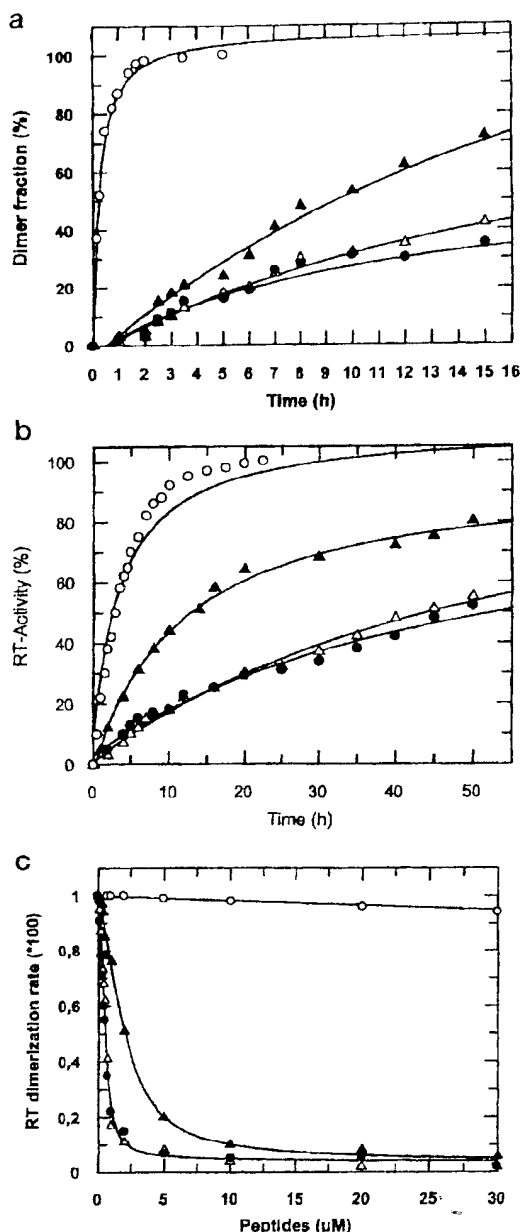 a
100
80
60
40
20
0
Dimer fraction (%)
0 1 2 3 4 5 6 7 8 9 10 11 12 13 14 15 16
Time (h)
b
100
80
60
40
20
0
RT-Activity (%)
0 10 20 30 40 50
Time (h)
c
1
0,8
0,6
0,4
0,2
0
RT dimerization rate (*100)
0 5 10 15 20 25 30
Peptides (µM)